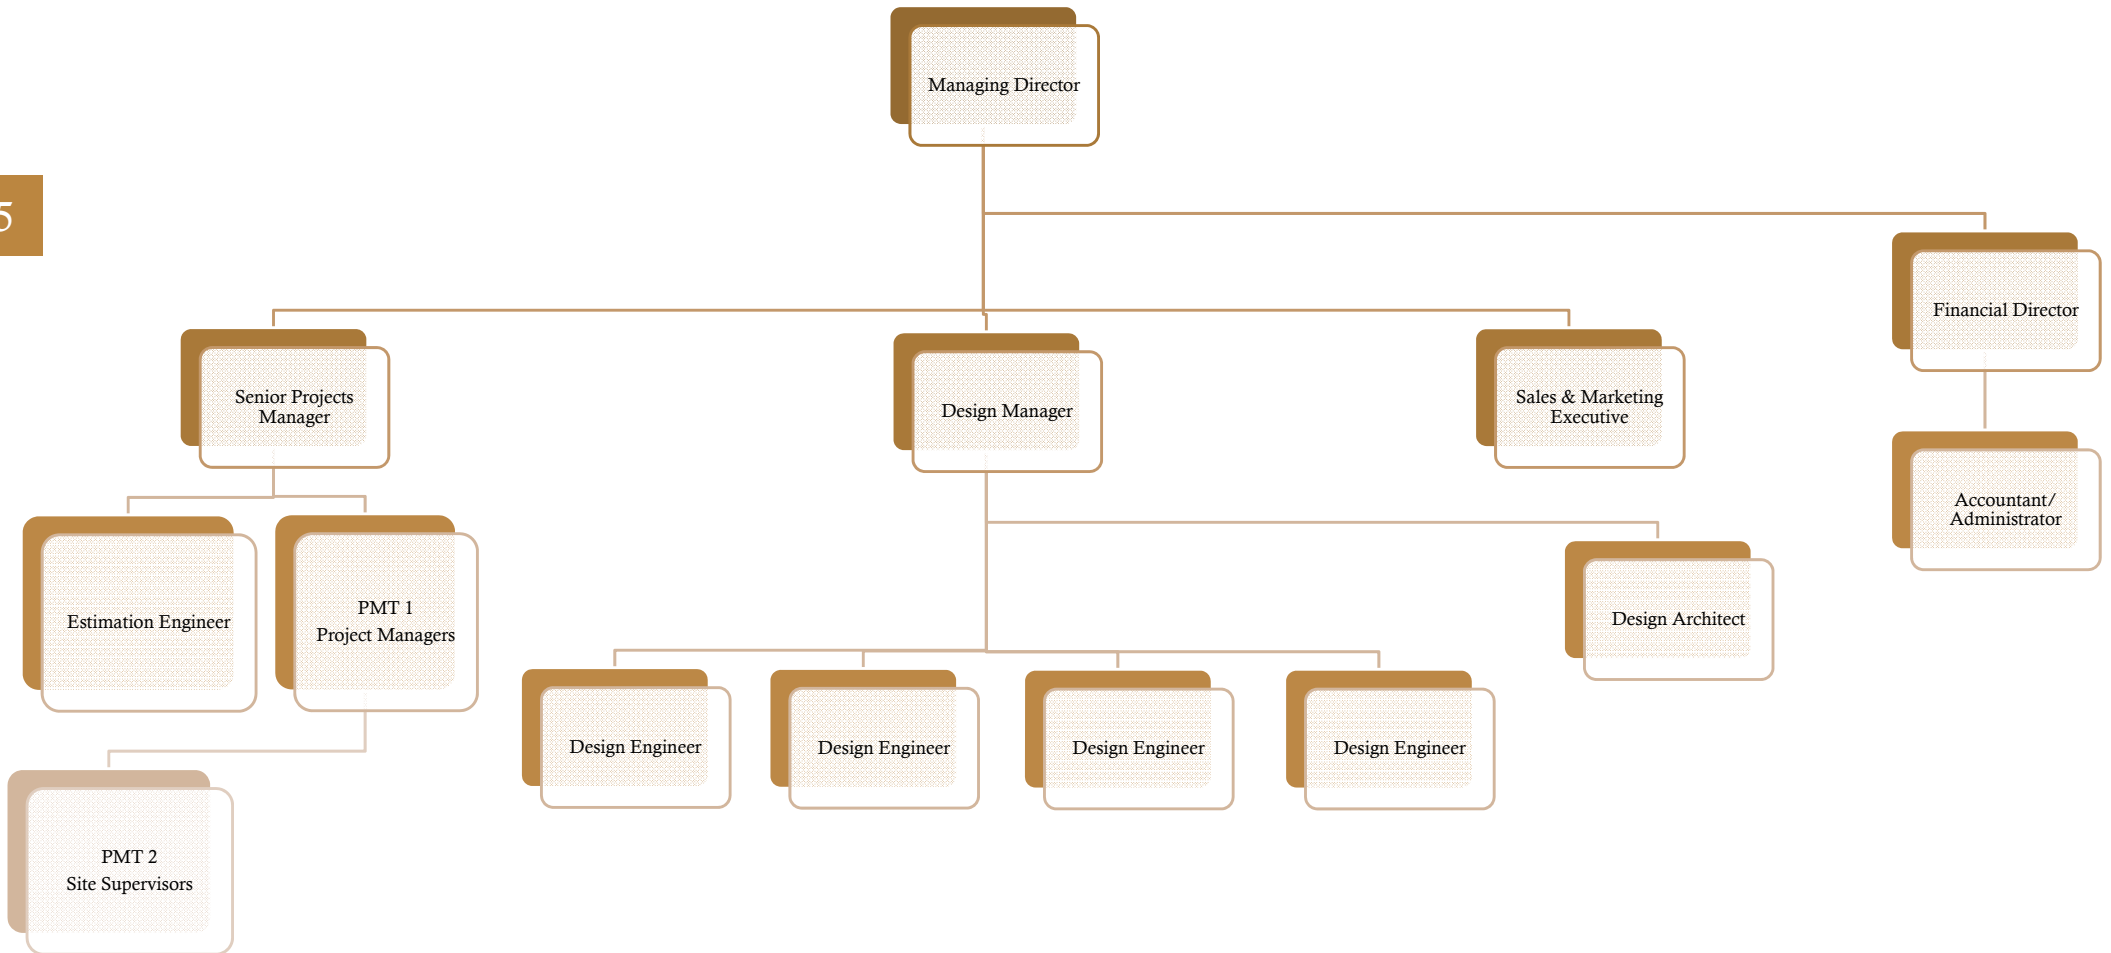 Managing Director
5
Financial Director
Senior Projects
Manager
Design Manager
Sales & Marketing
Executive
Accountant/
Administrator
Estimation Engineer
PMT 1
Project Managers
Design Architect
Design Engineer
Design Engineer
Design Engineer
Design Engineer
PMT 2
Site Supervisors